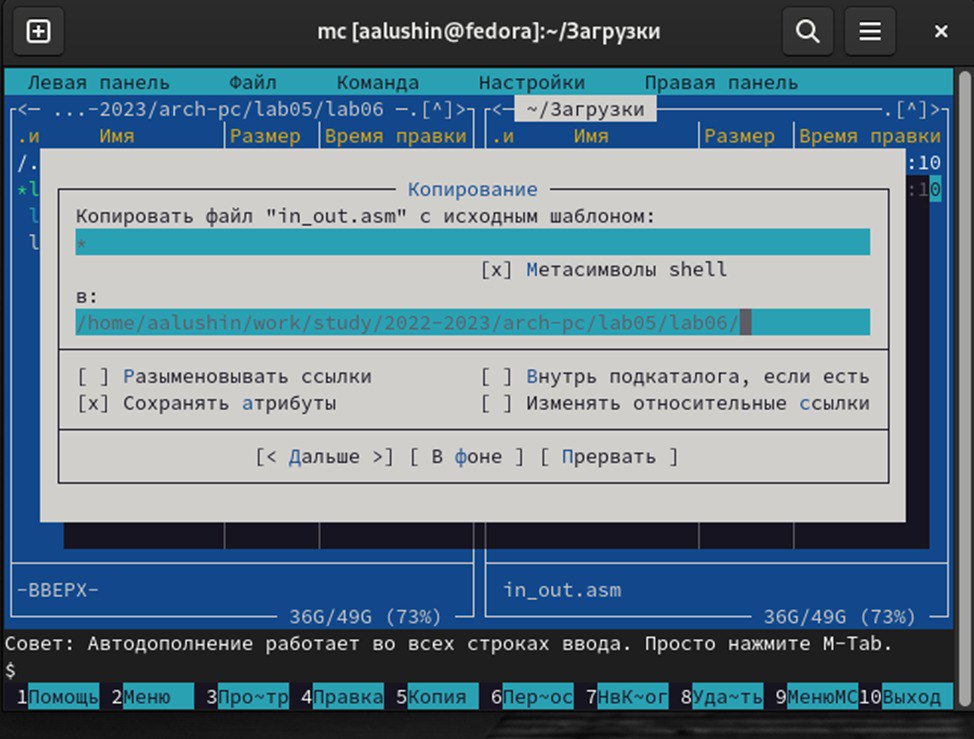 mc [aalushin@fedora]:~/Загрузки
Левая панель Файл Команда Настройки Правая панель
<— ...-2023/arch-pc/lab05/lab06 —.[^]> <— ~/Загрузки .[^]>
.и Имя Размер Время правки .и Имя Размер Время правки
/. :10
*l :10
l
l
Копирование
Копировать файл "in_out.asm" с исходным шаблоном:
*
[x] Метасимволы shell
в:
/home/aalushin/work/study/2022-2023/arch-pc/lab05/lab06/
[ ] Разыменовывать ссылки [ ] Внутрь подкаталога, если есть
[x] Сохранять атрибуты [ ] Изменять относительные ссылки
[< Дальше >] [ В фоне ] [ Прервать ]
-ВВЕРХ- in_out.asm
36G/49G (73%) 36G/49G (73%)
Совет: Автодополнение работает во всех строках ввода. Просто нажмите M-Tab.
$
1Помощь 2Меню 3Про~тр 4Правка 5Копия 6Пер~ос 7НвК~ог 8Уда~ть 9МенюMC 10Выход